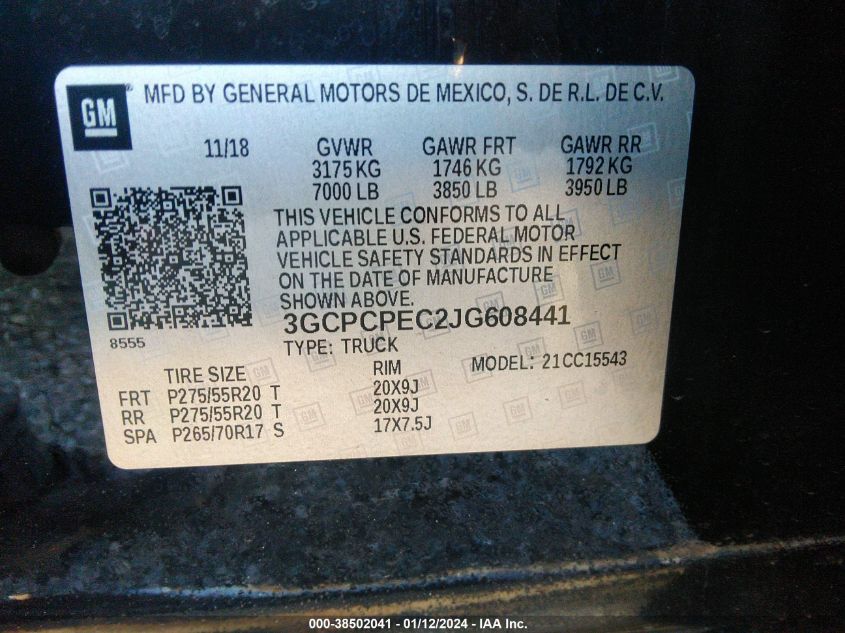 GM ® MFD BY GENERAL MOTORS DE MEXICO, S. DE R.L. DE C.V.
11/18 GVWR GAWR FRT GAWR RR
3175 KG 1746 KG 1792 KG
7000 LB 3850 LB 3950 LB
THIS VEHICLE CONFORMS TO ALL
APPLICABLE U.S. FEDERAL MOTOR
VEHICLE SAFETY STANDARDS IN EFFECT
ON THE DATE OF MANUFACTURE
SHOWN ABOVE.
3GCPCPEC2JG608441
8555 TYPE: TRUCK MODEL: 21CC15543
TIRE SIZE RIM
FRT P275/55R20 T 20X9J
RR P275/55R20 T 20X9J
SPA P265/70R17 S 17X7.5J
000-38502041 - 01/12/2024 - IAA Inc.